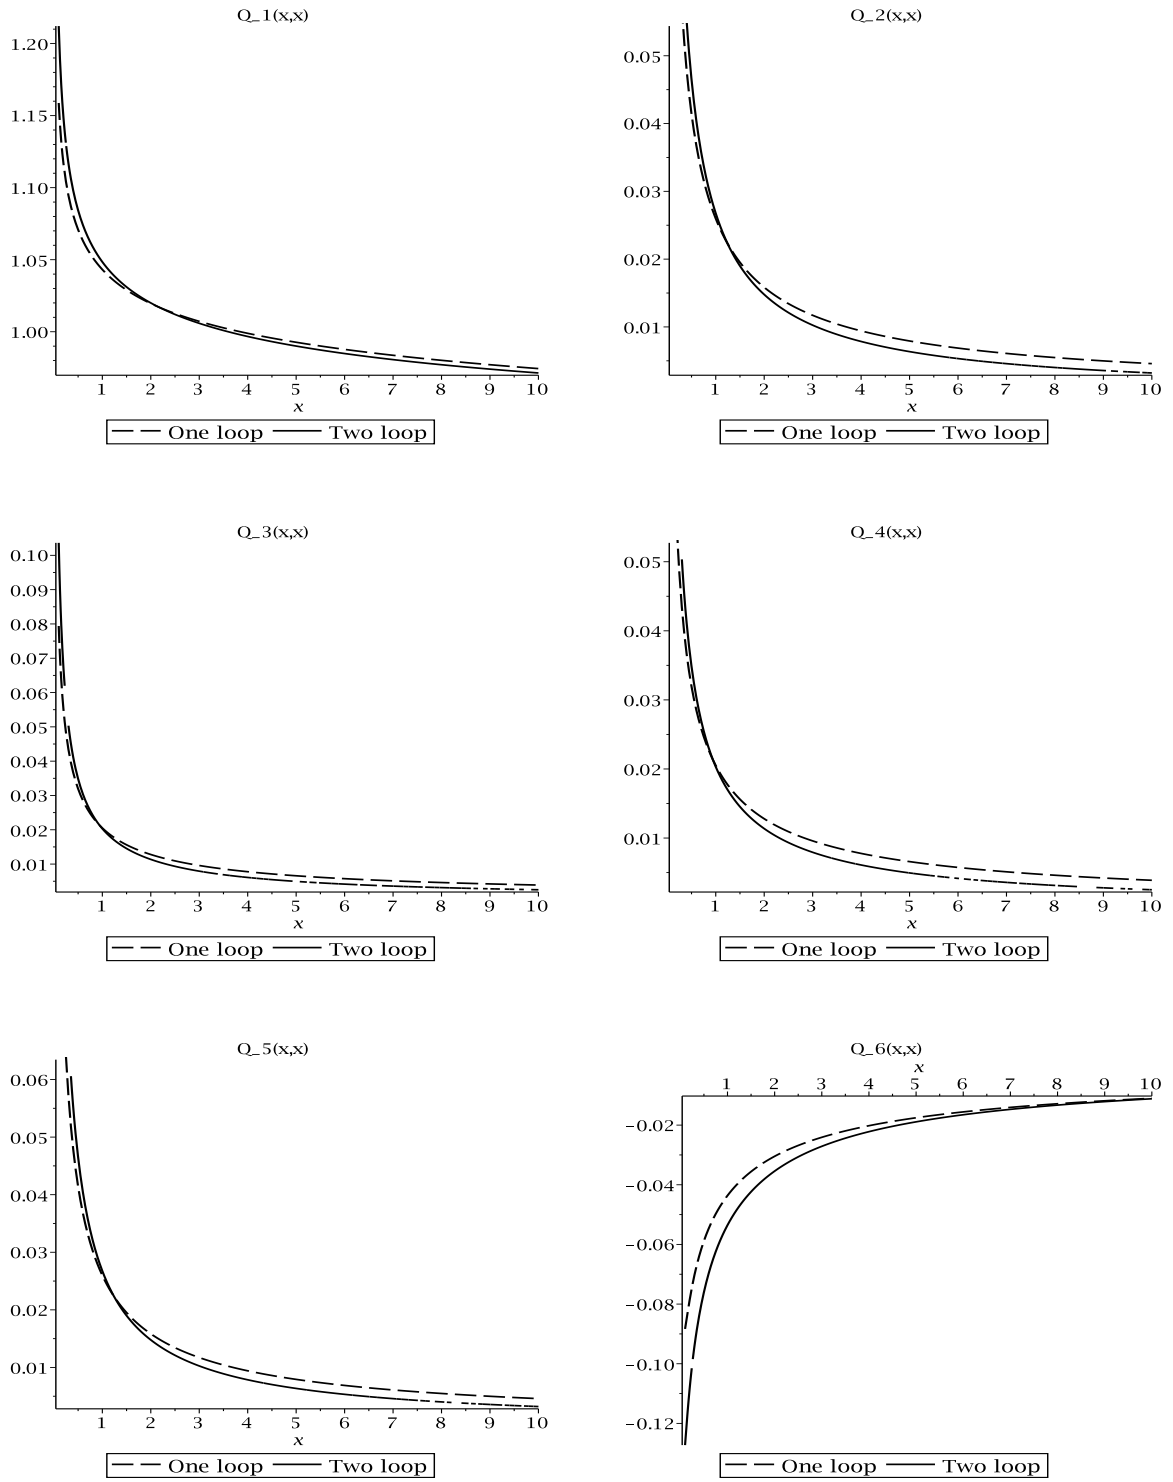 Q_1(x,x)
1.20
1.15
1.10
1.05
1.00
1 2 3 4 5 6 7 8 9 10
x
One loop Two loop
Q_2(x,x)
0.05
0.04
0.03
0.02
0.01
1 2 3 4 5 6 7 8 9 10
x
One loop Two loop
Q_3(x,x)
0.10
0.09
0.08
0.07
0.06
0.05
0.04
0.03
0.02
0.01
1 2 3 4 5 6 7 8 9 10
x
One loop Two loop
Q_4(x,x)
0.05
0.04
0.03
0.02
0.01
1 2 3 4 5 6 7 8 9 10
x
One loop Two loop
Q_5(x,x)
0.06
0.05
0.04
0.03
0.02
0.01
1 2 3 4 5 6 7 8 9 10
x
One loop Two loop
Q_6(x,x)
x
1 2 3 4 5 6 7 8 9 10
−0.02
−0.04
−0.06
−0.08
−0.10
−0.12
One loop Two loop